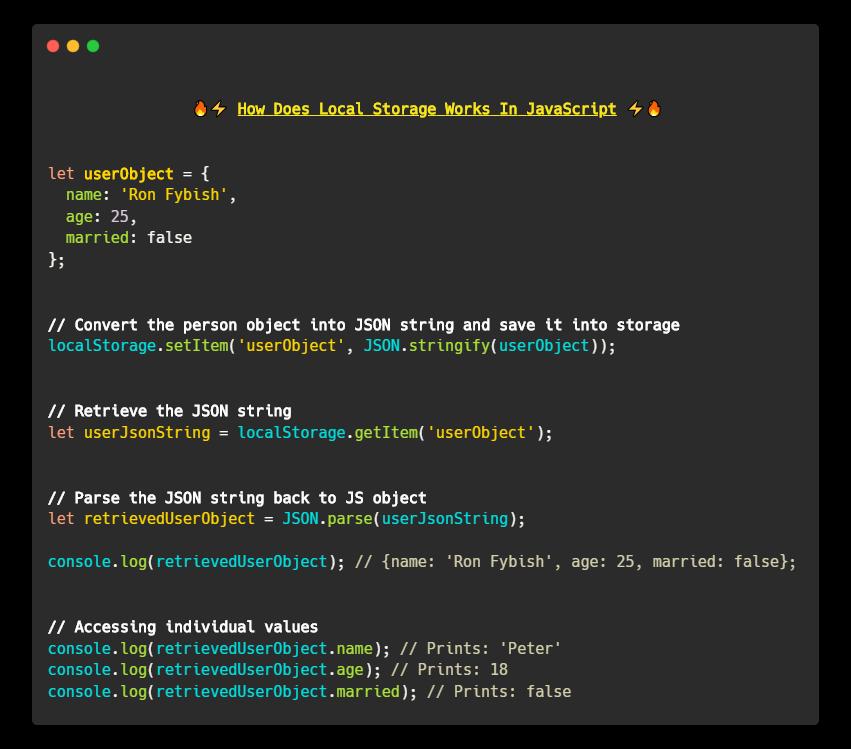 🔥⚡ How Does Local Storage Works In JavaScript ⚡🔥
let userObject = {
  name: 'Ron Fybish',
  age: 25,
  married: false
};
// Convert the person object into JSON string and save it into storage
localStorage.setItem('userObject', JSON.stringify(userObject));
// Retrieve the JSON string
let userJsonString = localStorage.getItem('userObject');
// Parse the JSON string back to JS object
let retrievedUserObject = JSON.parse(userJsonString);
console.log(retrievedUserObject); // {name: 'Ron Fybish', age: 25, married: false};
// Accessing individual values
console.log(retrievedUserObject.name); // Prints: 'Peter'
console.log(retrievedUserObject.age); // Prints: 18
console.log(retrievedUserObject.married); // Prints: false